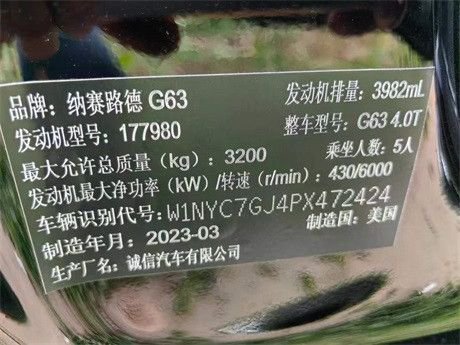 品牌：纳赛路德 G63 发动机排量：3982mL
发动机型号：177980 整车型号：G63 4.0T
最大允许总质量（kg）：3200 乘坐人数：5人
发动机最大净功率（kW）/转速（r/min）：430/6000
车辆识别代号：W1NYC7GJ4PX472424
制造年月：2023-03 制造国：美国
生产厂名：诚信汽车有限公司